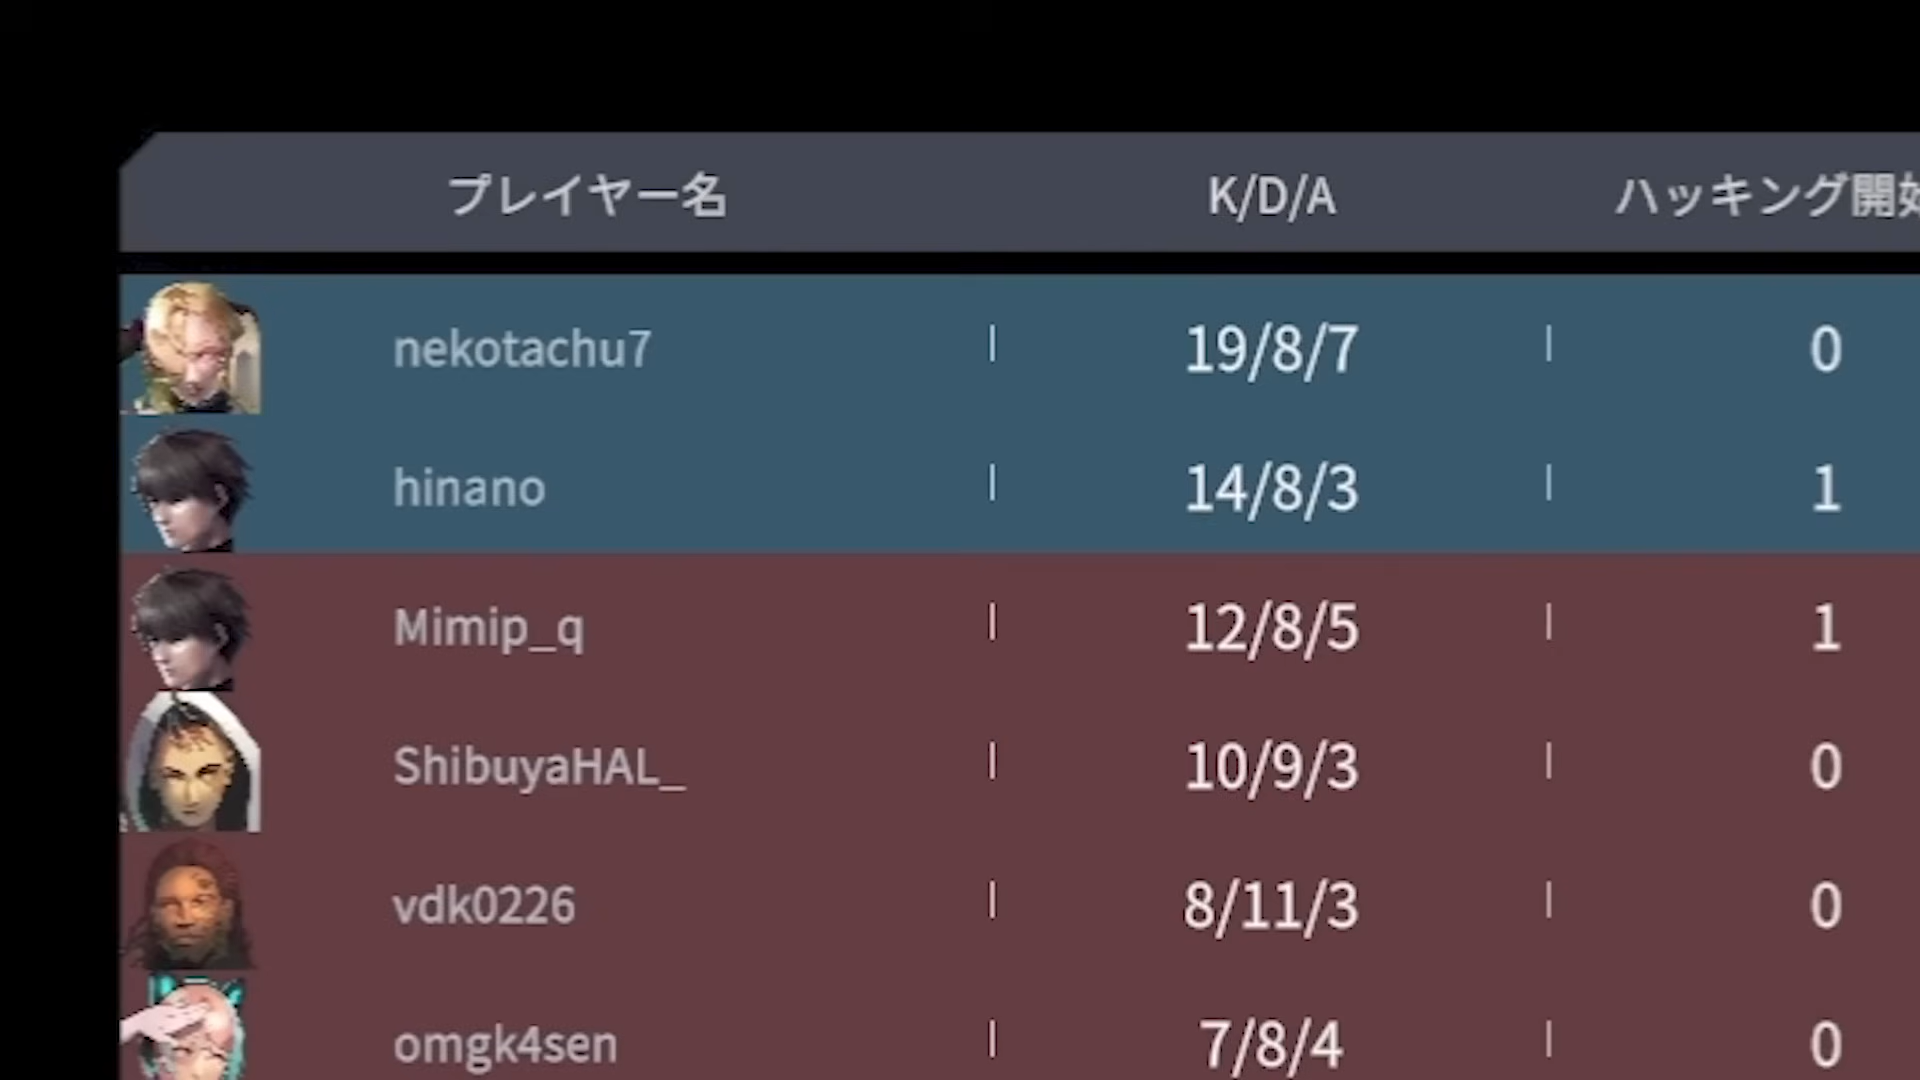 プレイヤー名 K/D/A ハッキング開始
nekotachu7 | 19/8/7 | 0
hinano | 14/8/3 | 1
Mimip_q | 12/8/5 | 1
ShibuyaHAL_ | 10/9/3 | 0
vdk0226 | 8/11/3 | 0
omgk4sen | 7/8/4 | 0